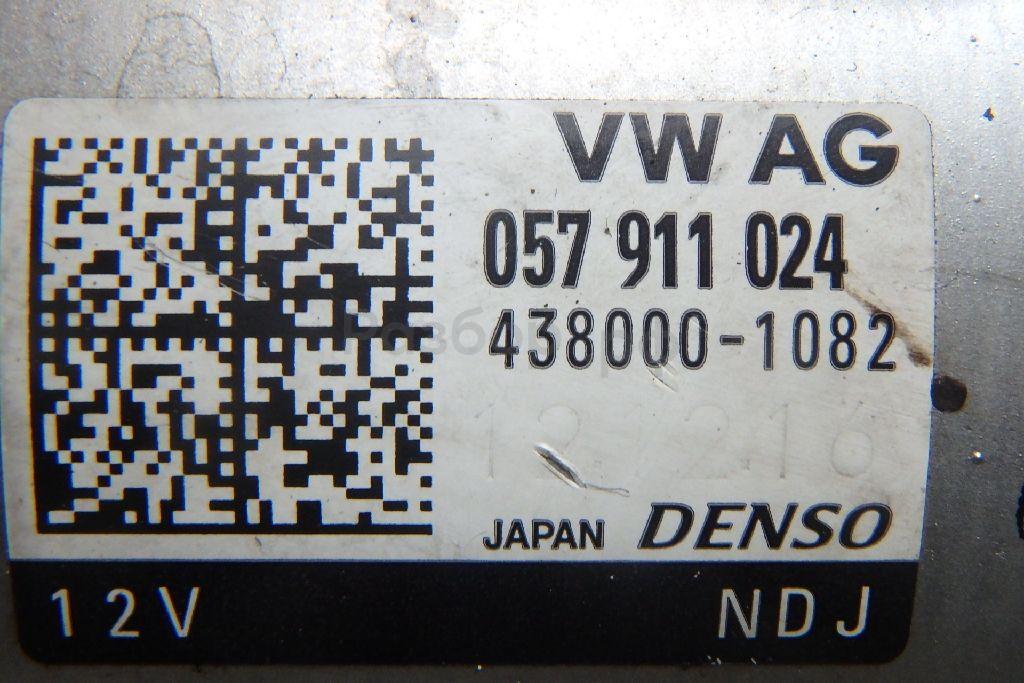 VW AG
057 911 024
438000-1082
JAPAN DENSO
12V NDJ